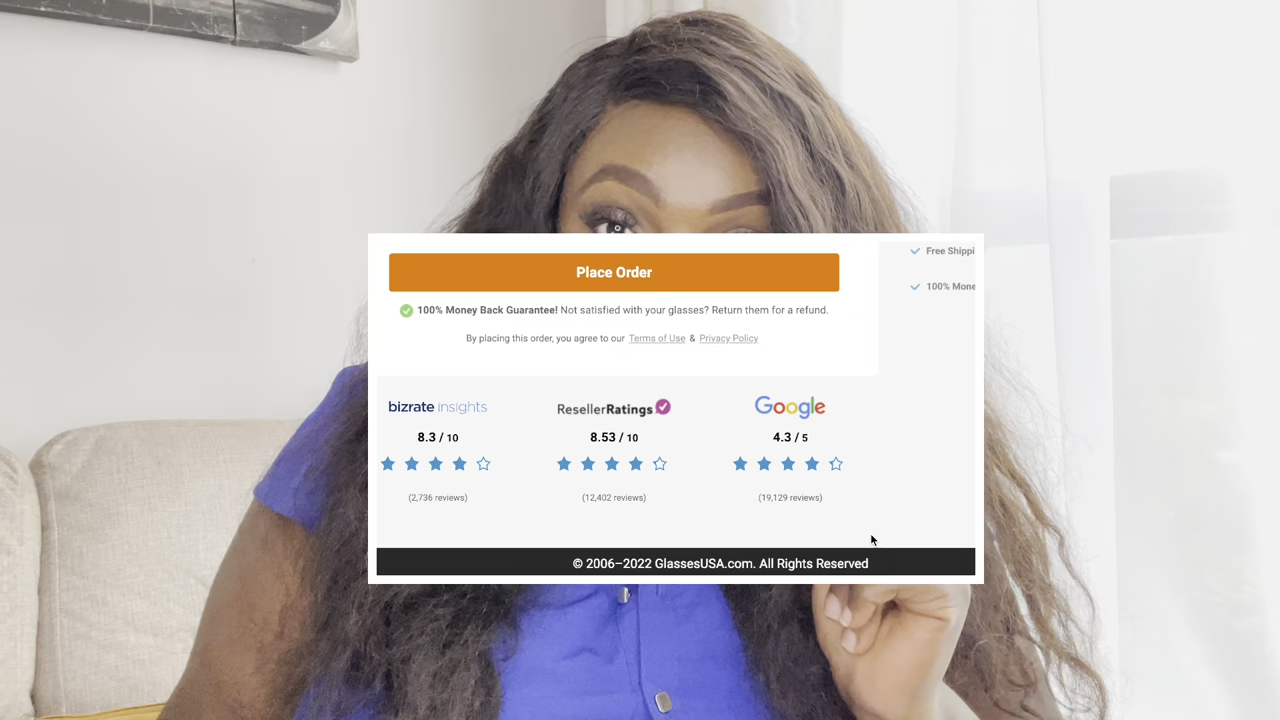 Place Order
100% Money Back Guarantee! Not satisfied with your glasses? Return them for a refund.
By placing this order, you agree to our Terms of Use & Privacy Policy
Free Shippi
100% Mone
bizrate insights
ResellerRatings
Google
8.3 / 10
8.53 / 10
4.3 / 5
(2,736 reviews)
(12,402 reviews)
(19,129 reviews)
© 2006–2022 GlassesUSA.com. All Rights Reserved